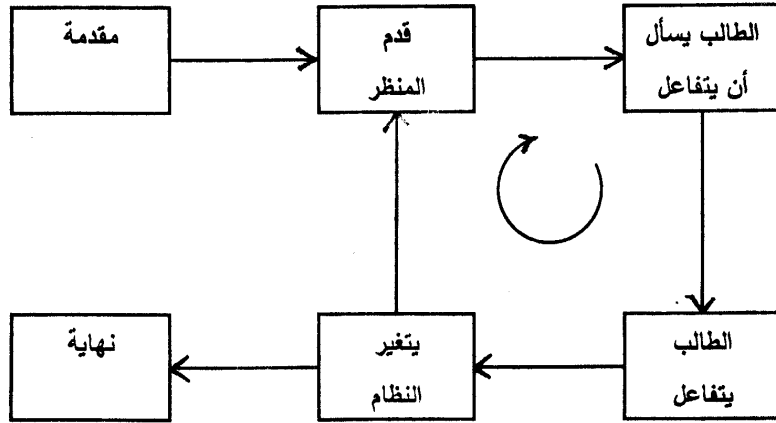 مقدمة
قدم
المنظر
الطالب يسأل
أن يتفاعل
الطالب
يتفاعل
يتغير
النظام
نهاية